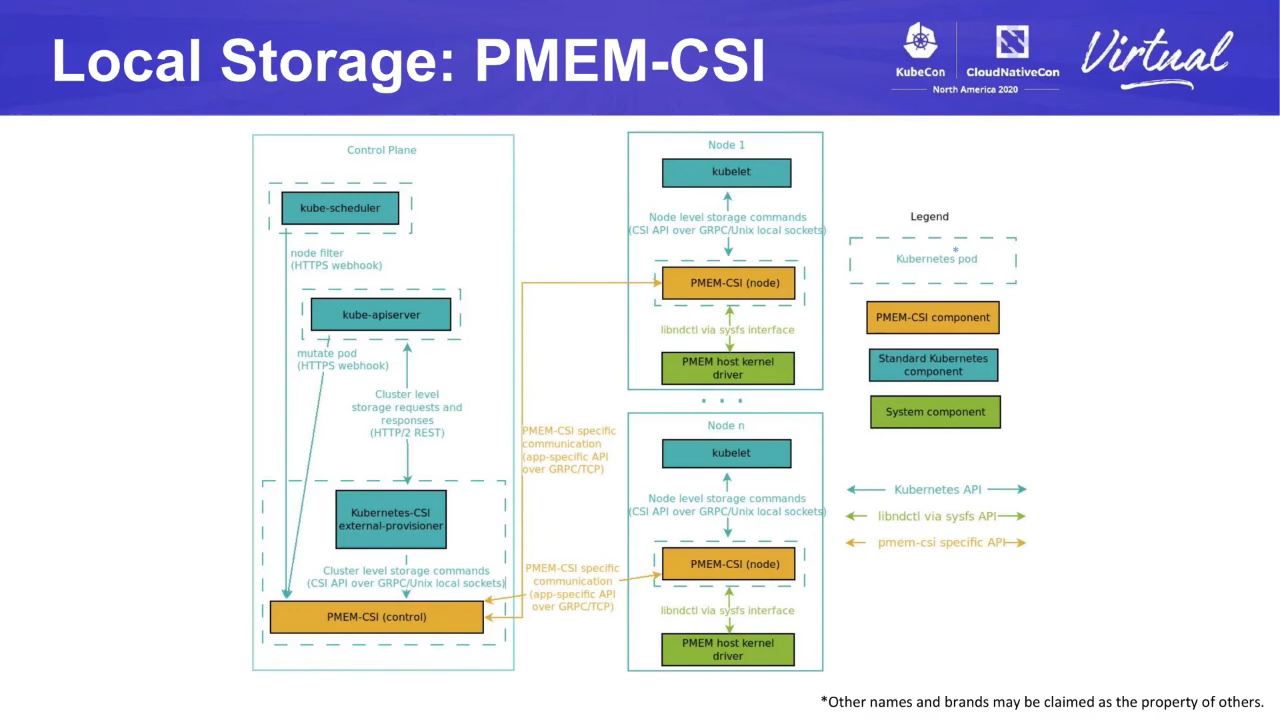 Local Storage: PMEM-CSI
KubeCon
CloudNativeCon
North America 2020
Virtual
Control Plane
kube-scheduler
node filter
(HTTPS webhook)
kube-apiserver
mutate pod
(HTTPS webhook)
Cluster level
storage requests and
responses
(HTTP/2 REST)
Kubernetes-CSI
external-provisioner
Cluster level storage commands
(CSI API over GRPC/Unix local sockets)
PMEM-CSI (control)
PMEM-CSI specific
communication
(app-specific API
over GRPC/TCP)
PMEM-CSI specific
communication
(app-specific API
over GRPC/TCP)
Node 1
kubelet
Node level storage commands
(CSI API over GRPC/Unix local sockets)
PMEM-CSI (node)
libndctl via sysfs interface
PMEM host kernel
driver
. . .
Node n
kubelet
Node level storage commands
(CSI API over GRPC/Unix local sockets)
PMEM-CSI (node)
libndctl via sysfs interface
PMEM host kernel
driver
Legend
*
Kubernetes pod
PMEM-CSI component
Standard Kubernetes
component
System component
Kubernetes API
libndctl via sysfs API
pmem-csi specific API
*Other names and brands may be claimed as the property of others.